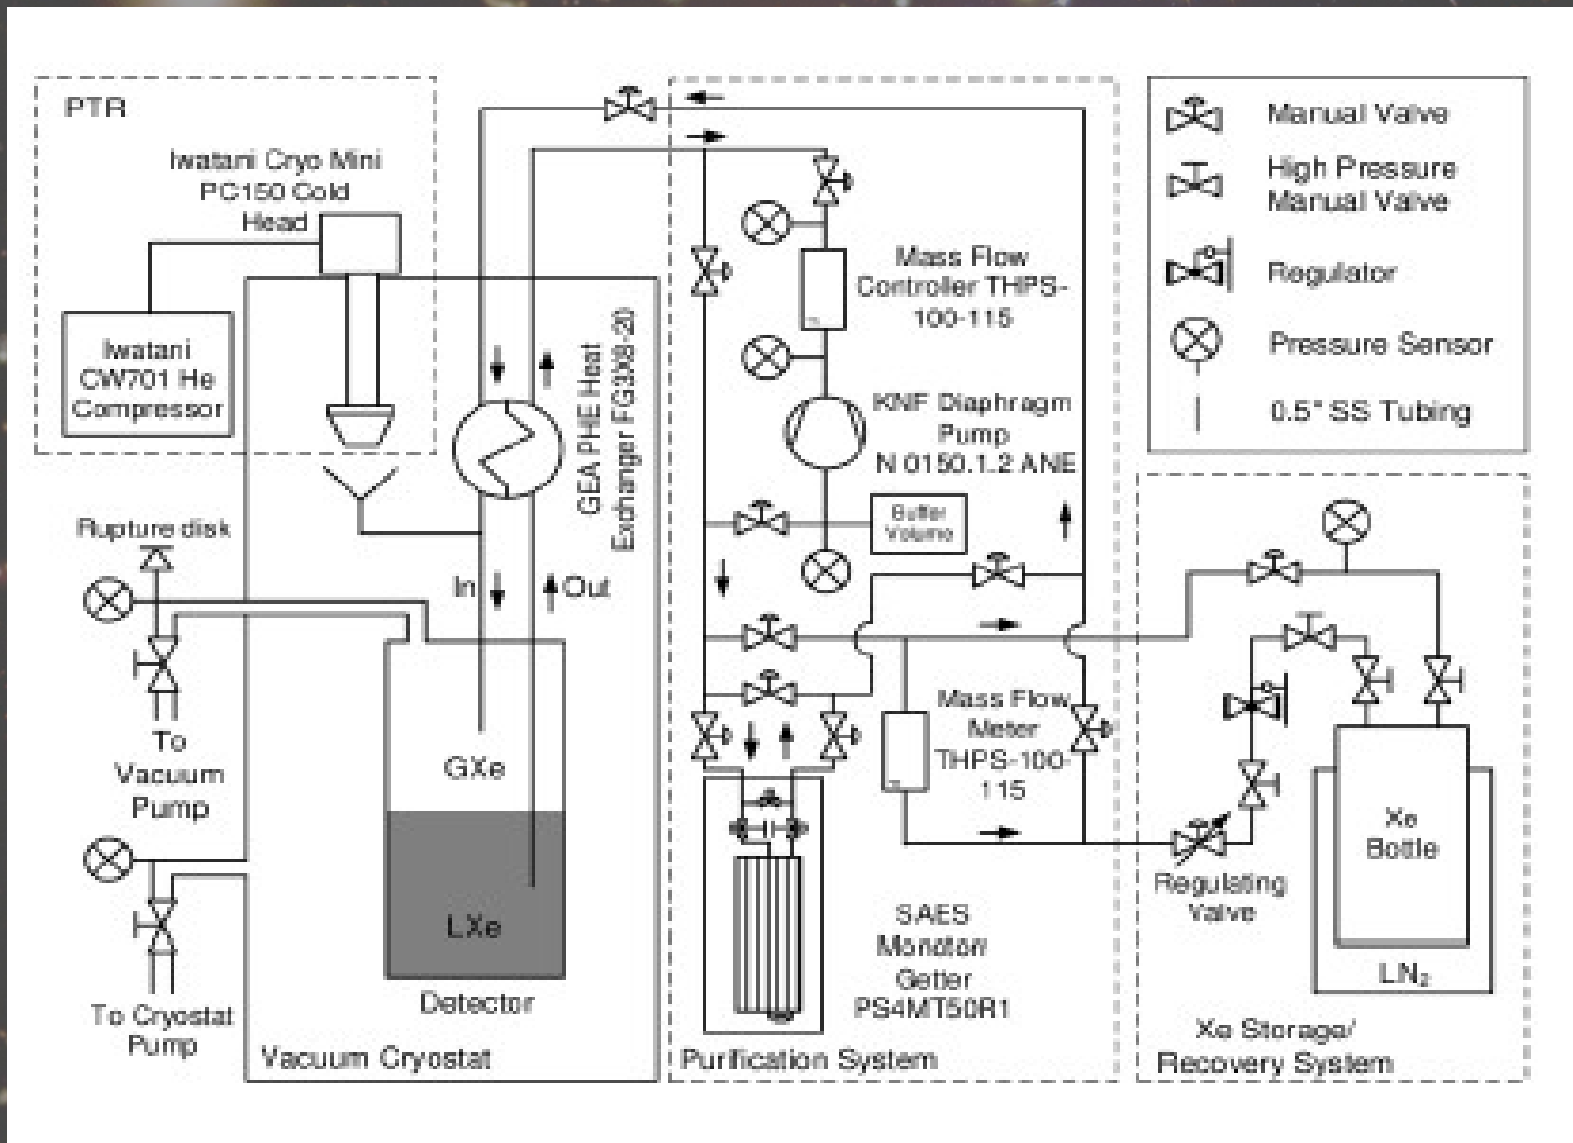 PTR
Iwatani Cryo Mini
PC150 Cold
Head
Iwatani
CW701 He
Compressor
GEA PHE Heat
Exchanger FG3X8-20
Rupture disk
In
Out
To
Vacuum
Pump
GXe
LXe
Detector
To Cryostat
Pump
Vacuum Cryostat
Mass Flow
Controller THPS-
100-115
KNF Diaphragm
Pump
N 0150.1.2 ANE
Buffer
Volume
Mass Flow
Meter
THPS-100-
115
SAES
Monotorr
Getter
PS4MT50R1
Purification System
Manual Valve
High Pressure
Manual Valve
Regulator
Pressure Sensor
0.5" SS Tubing
Regulating
Valve
Xe
Bottle
LN₂
Xe Storage/
Recovery System